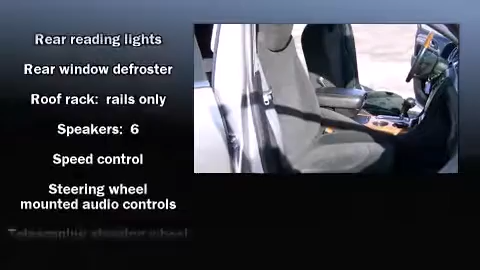 Rear reading lights
Rear window defroster
Roof rack:  rails only
Speakers:  6
Speed control
Steering wheel
mounted audio controls